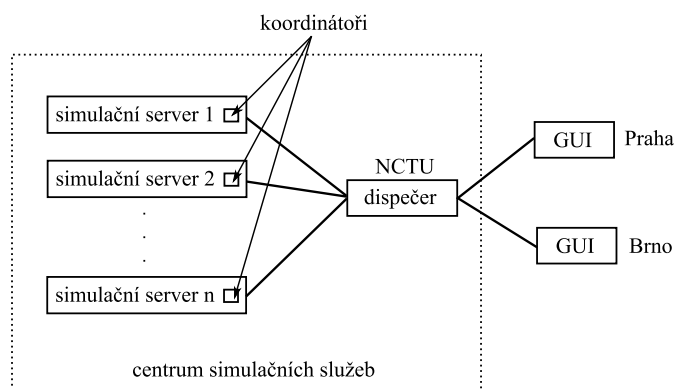 koordinátoři
simulační server 1
simulační server 2
.
.
.
simulační server n
NCTU
dispečer
GUI
Praha
GUI
Brno
centrum simulačních služeb